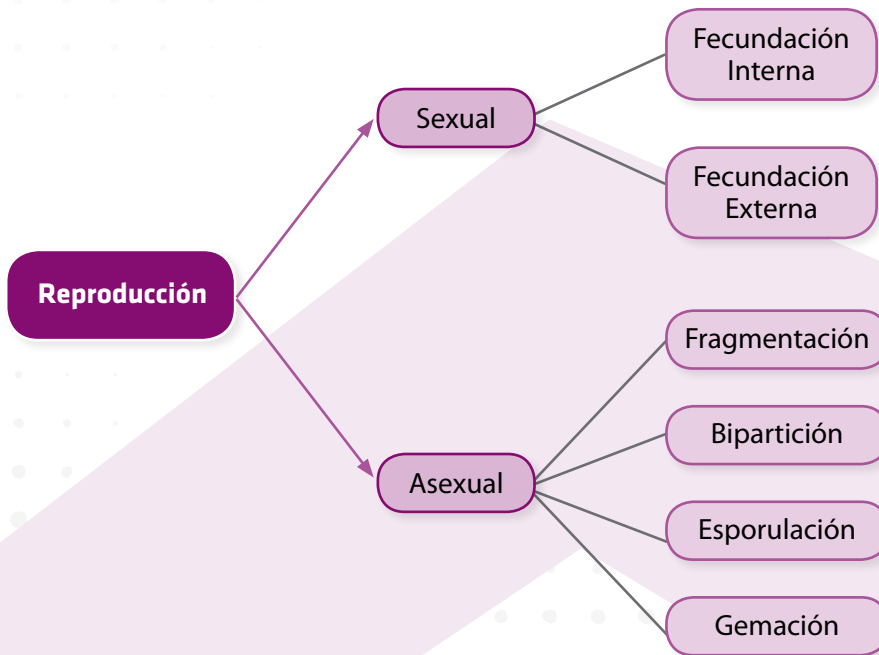 Reproducción
Sexual
Fecundación
Interna
Fecundación
Externa
Asexual
Fragmentación
Bipartición
Esporulación
Gemación